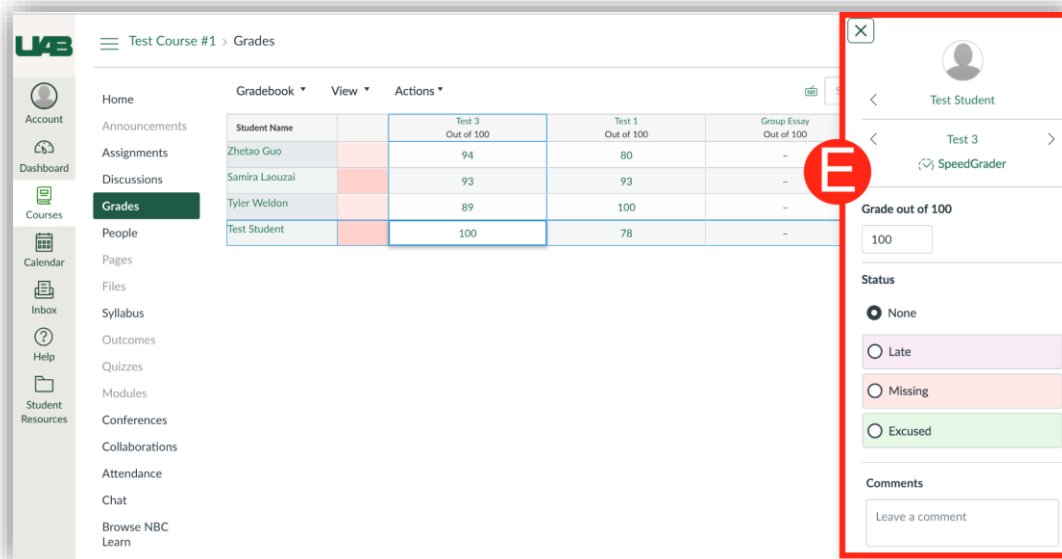 UAB
Account
Dashboard
Courses
Calendar
Inbox
Help
Student
Resources
Test Course #1 > Grades
Home
Announcements
Assignments
Discussions
Grades
People
Pages
Files
Syllabus
Outcomes
Quizzes
Modules
Conferences
Collaborations
Attendance
Chat
Browse NBC
Learn
Gradebook View Actions
Student Name Test 3 Out of 100 Test 1 Out of 100 Group Essay Out of 100
Zhetao Guo 94 80 –
Samira Laouzai 93 93 –
Tyler Weldon 89 100 –
Test Student 100 78 –
E
Test Student
Test 3
SpeedGrader
Grade out of 100
100
Status
None
Late
Missing
Excused
Comments
Leave a comment